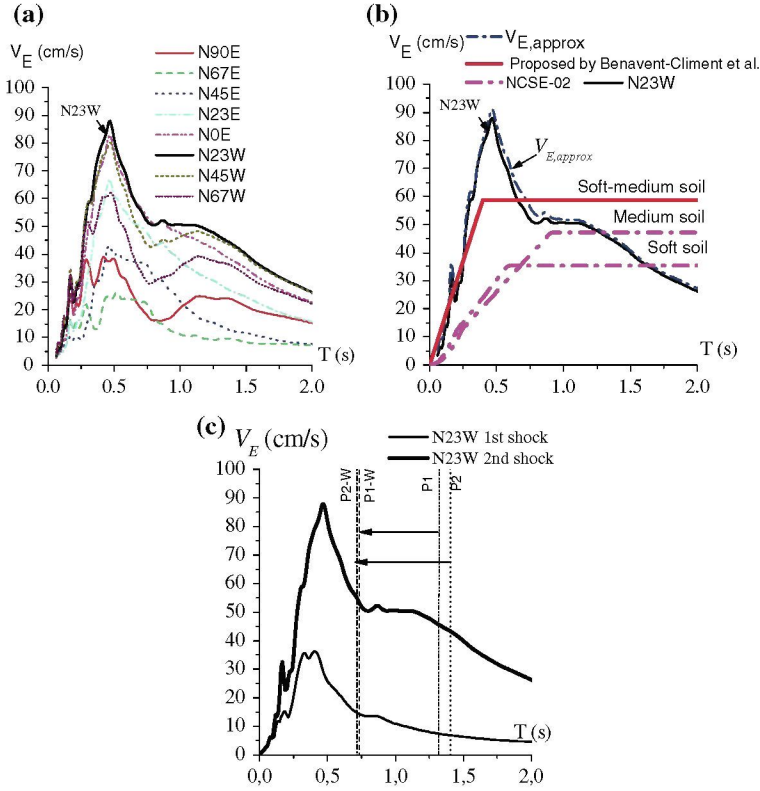 (a)
V_E (cm/s)
100
90
80
70
60
50
40
30
20
10
0
N23W
N90E
N67E
N45E
N23E
N0E
N23W
N45W
N67W
T (s)
0.0 0.5 1.0 1.5 2.0
(b)
V_E (cm/s)
V_E,approx
Proposed by Benavent-Climent et al.
NCSE-02 N23W
100
90
80
70
60
50
40
30
20
10
0
N23W
V_E,approx
Soft-medium soil
Medium soil
Soft soil
T (s)
0.0 0.5 1.0 1.5 2.0
(c)
V_E (cm/s)
N23W 1st shock
N23W 2nd shock
100
90
80
70
60
50
40
30
20
10
0
P2-W
P1-W
P1
P2
T (s)
0,0 0,5 1,0 1,5 2,0